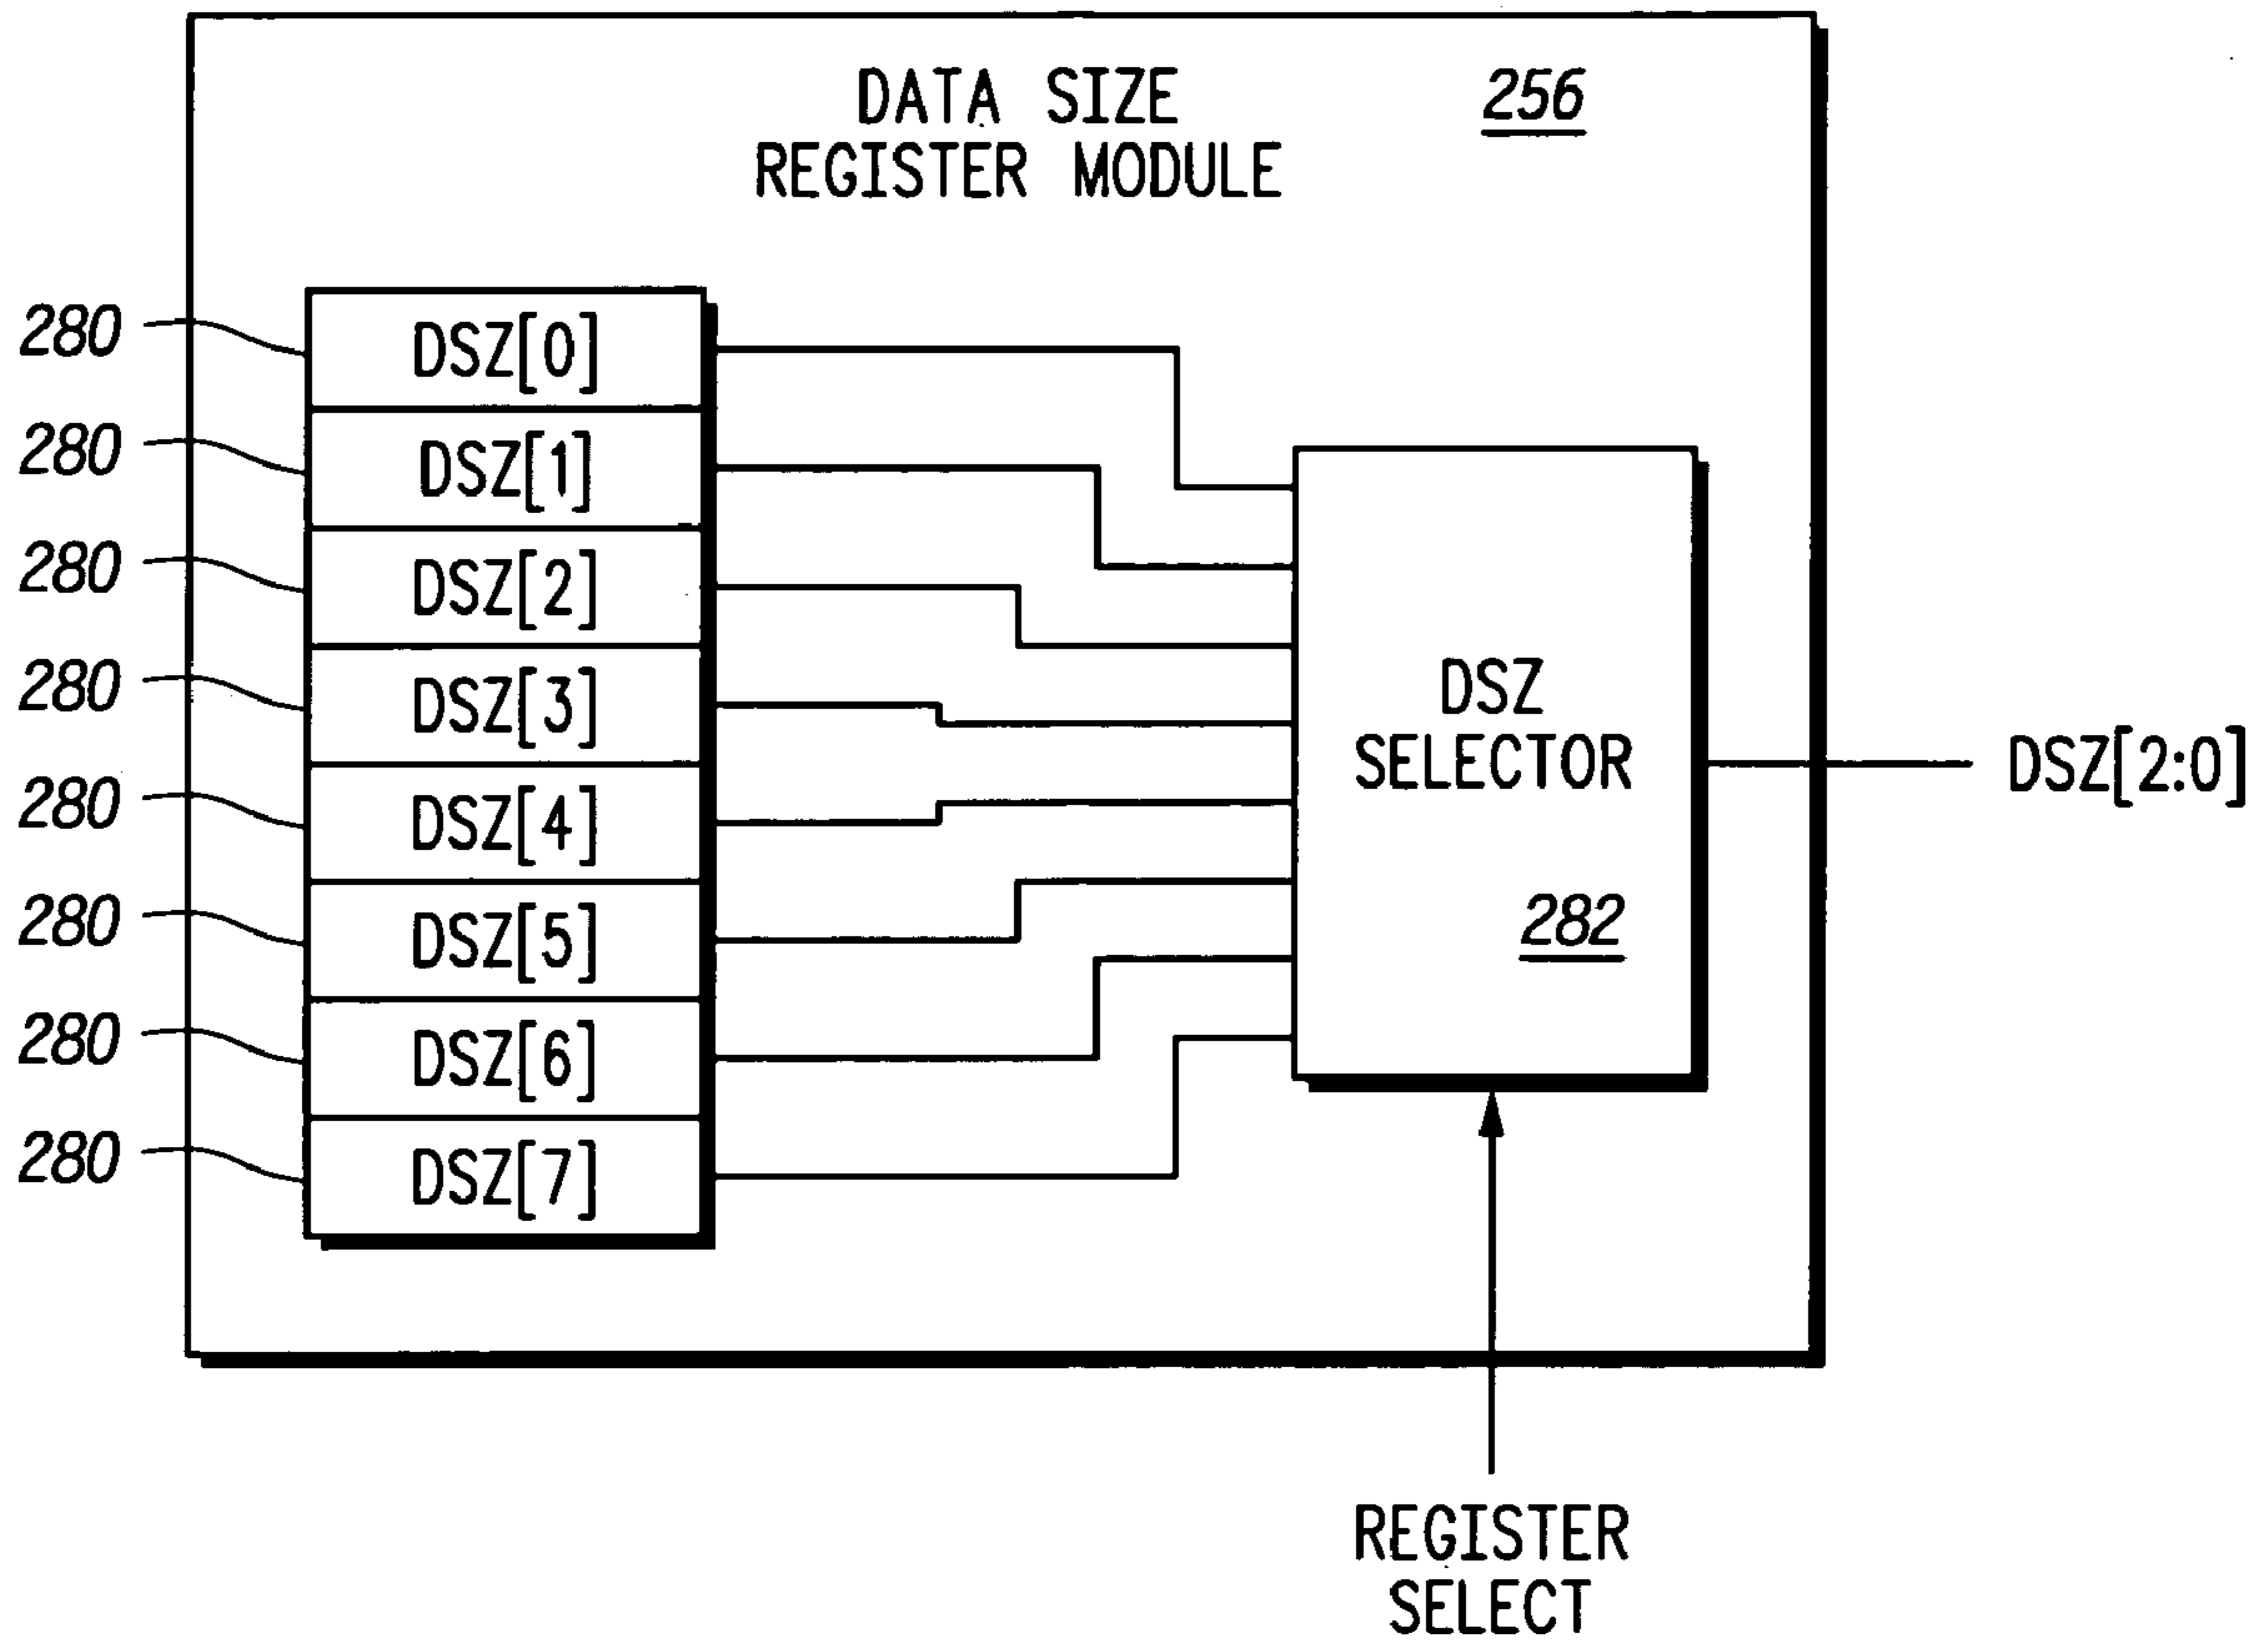 DATA SIZE
REGISTER MODULE
256
280
DSZ[0]
280
DSZ[1]
280
DSZ[2]
280
DSZ[3]
280
DSZ[4]
280
DSZ[5]
280
DSZ[6]
280
DSZ[7]
DSZ
SELECTOR
282
DSZ[2:0]
REGISTER
SELECT